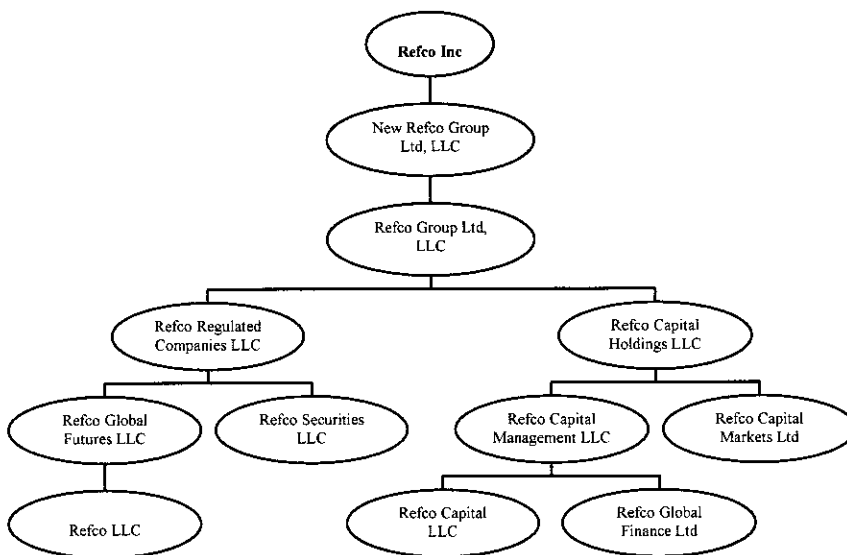 Refco Inc
New Refco Group
Ltd, LLC
Refco Group Ltd,
LLC
Refco Regulated
Companies LLC
Refco Capital
Holdings LLC
Refco Global
Futures LLC
Refco Securities
LLC
Refco Capital
Management LLC
Refco Capital
Markets Ltd
Refco LLC
Refco Capital
LLC
Refco Global
Finance Ltd